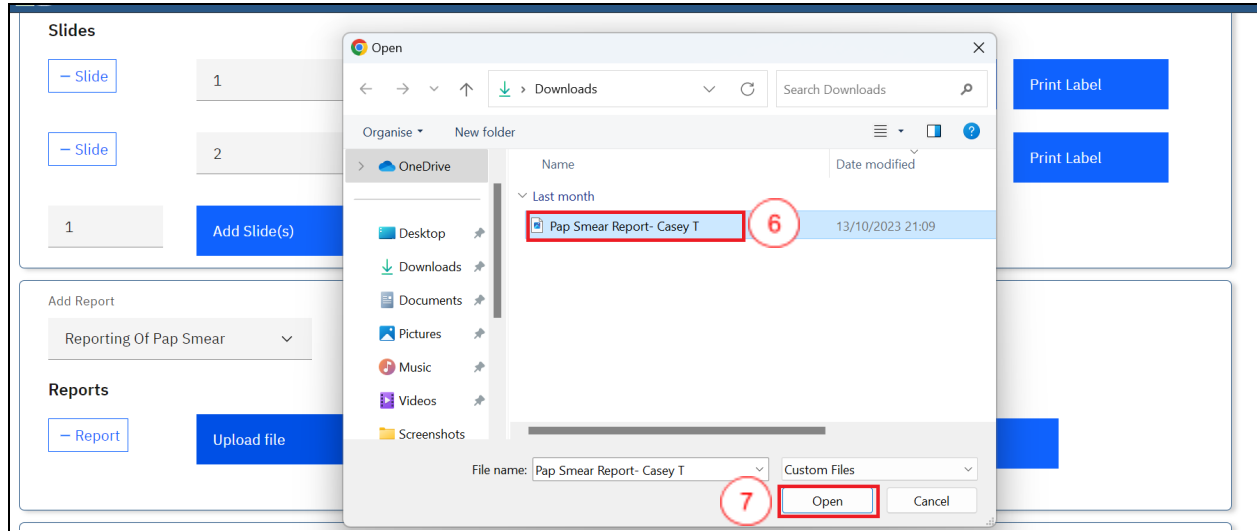 Slides
Open
— Slide
1
Downloads
Search Downloads
Print Label
Organise
New folder
?
— Slide
2
OneDrive
Name
Date modified
Print Label
Last month
1
Add Slide(s)
Desktop
Pap Smear Report- Casey T
6
13/10/2023 21:09
Downloads
Documents
Pictures
Music
Videos
Screenshots
Add Report
Reporting Of Pap Smear
Reports
— Report
Upload file
File name:
Pap Smear Report- Casey T
Custom Files
7
Open
Cancel